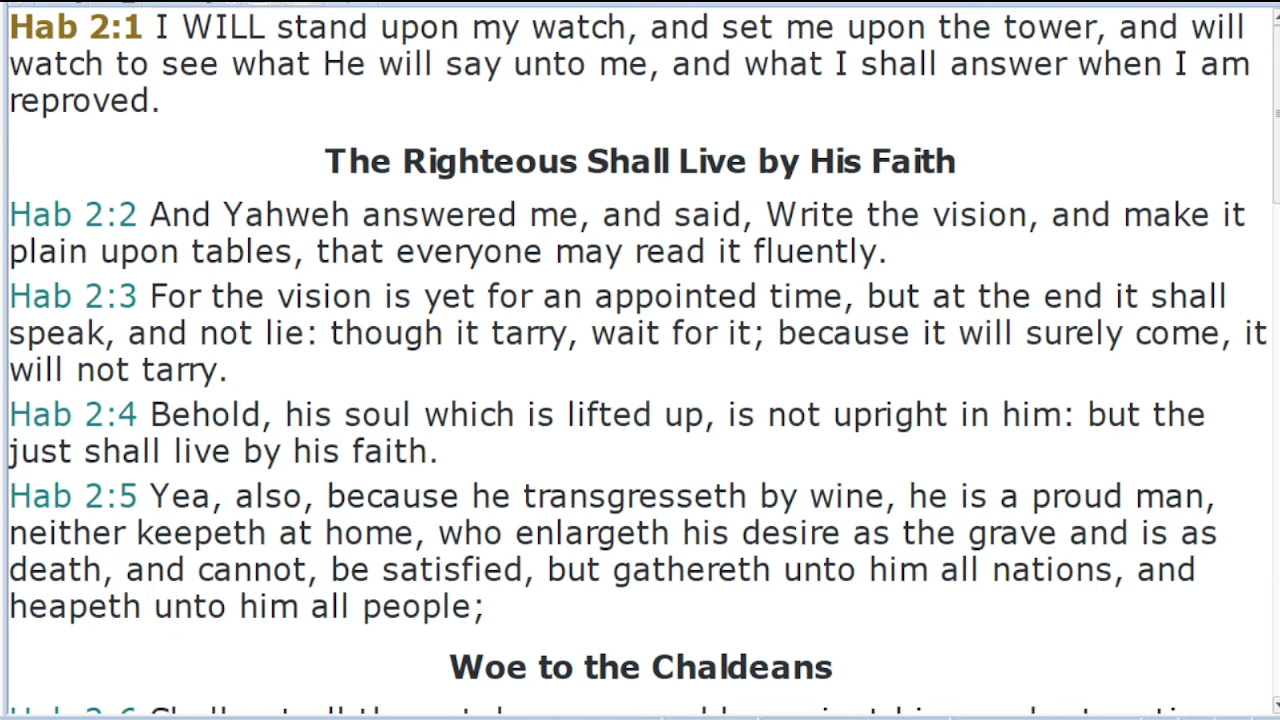 Hab 2:1 I WILL stand upon my watch, and set me upon the tower, and will
watch to see what He will say unto me, and what I shall answer when I am
reproved.
The Righteous Shall Live by His Faith
Hab 2:2 And Yahweh answered me, and said, Write the vision, and make it
plain upon tables, that everyone may read it fluently.
Hab 2:3 For the vision is yet for an appointed time, but at the end it shall
speak, and not lie: though it tarry, wait for it; because it will surely come, it
will not tarry.
Hab 2:4 Behold, his soul which is lifted up, is not upright in him: but the
just shall live by his faith.
Hab 2:5 Yea, also, because he transgresseth by wine, he is a proud man,
neither keepeth at home, who enlargeth his desire as the grave and is as
death, and cannot, be satisfied, but gathereth unto him all nations, and
heapeth unto him all people;
Woe to the Chaldeans
Hab 2:6